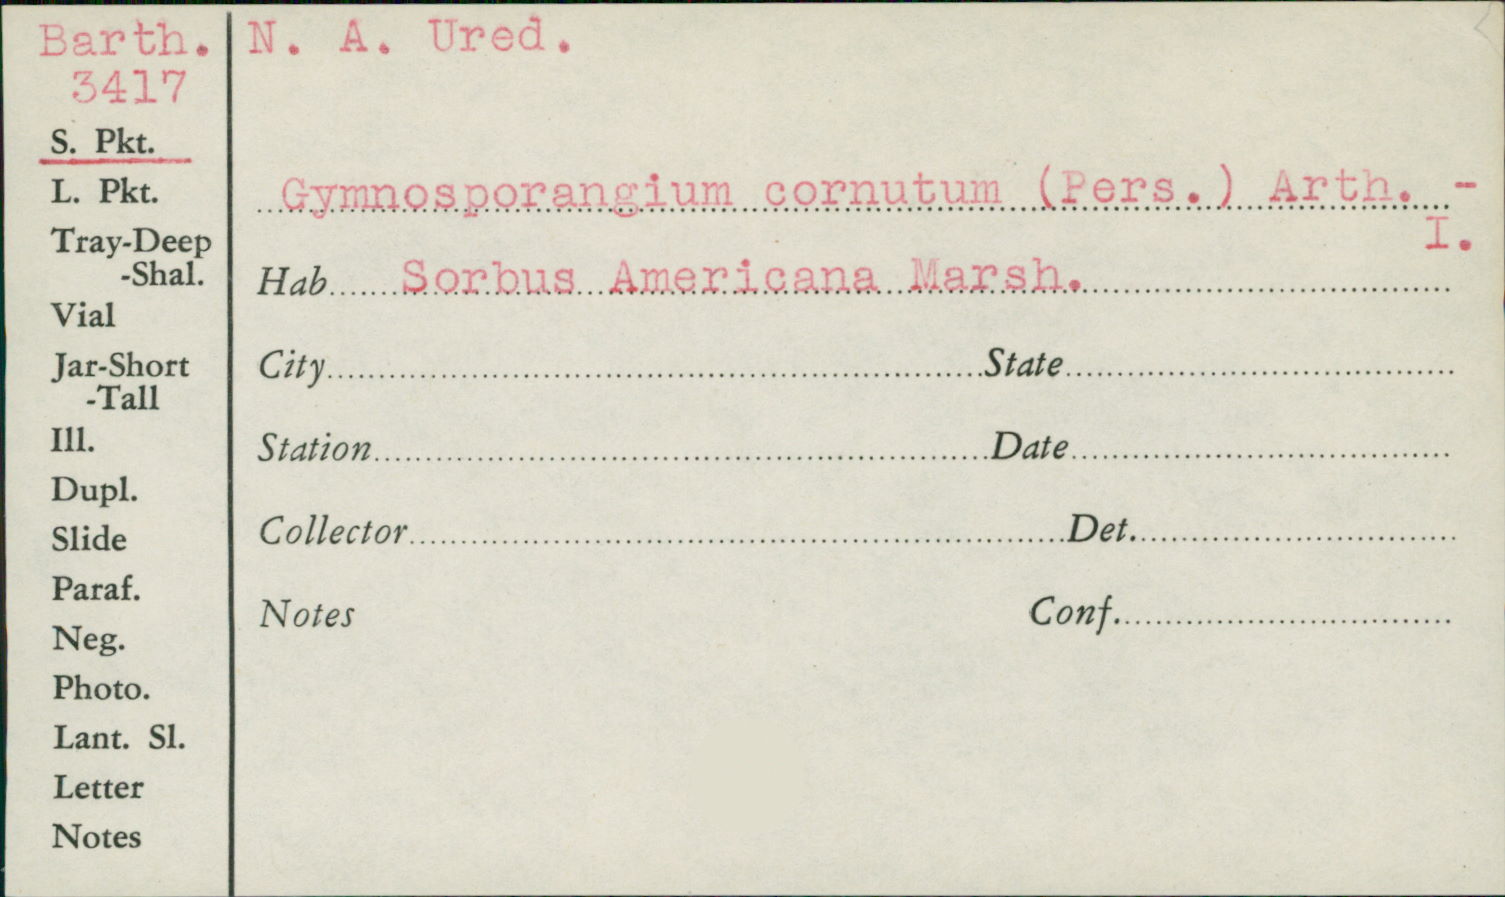 Barth. N. A. Ured.
3417
S. Pkt.
L. Pkt.
Gymnosporangium cornutum (Pers.) Arth. -
I.
Tray-Deep
-Shal.
Hab Sorbus Americana Marsh.
Vial
Jar-Short
-Tall
City State
Ill.
Station Date
Dupl.
Slide
Collector Det.
Paraf.
Notes Conf.
Neg.
Photo.
Lant. Sl.
Letter
Notes